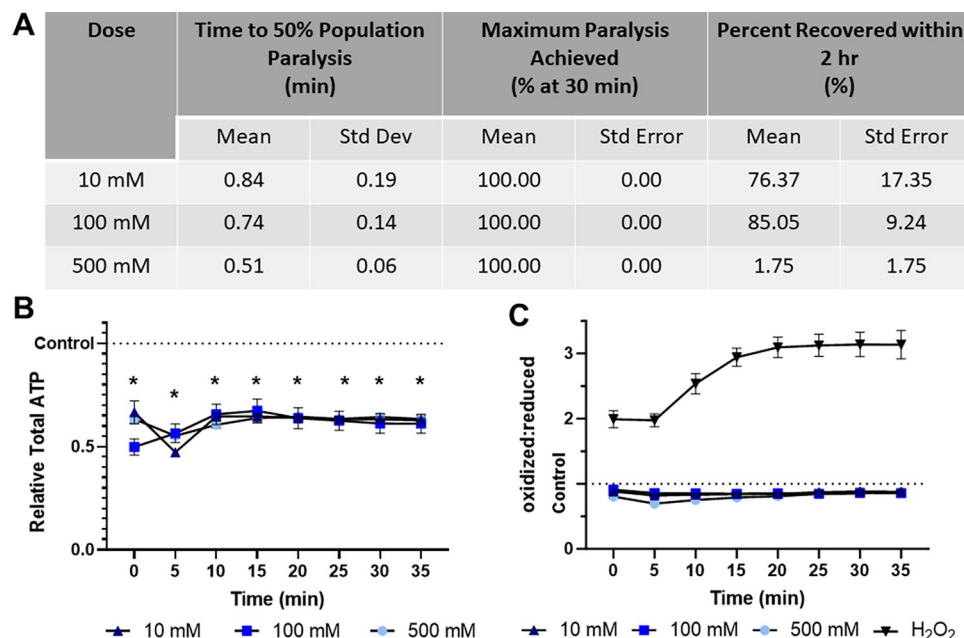 A
Dose Time to 50% Population Paralysis (min) Maximum Paralysis Achieved (% at 30 min) Percent Recovered within 2 hr (%)
Mean Std Dev Mean Std Error Mean Std Error
10 mM 0.84 0.19 100.00 0.00 76.37 17.35
100 mM 0.74 0.14 100.00 0.00 85.05 9.24
500 mM 0.51 0.06 100.00 0.00 1.75 1.75
B
Relative Total ATP
Control
0.5
0.0
* * * * * * * *
0 5 10 15 20 25 30 35
Time (min)
10 mM 100 mM 500 mM
C
oxidized:reduced
Control
3
2
1
0
0 5 10 15 20 25 30 35
Time (min)
10 mM 100 mM 500 mM H₂O₂